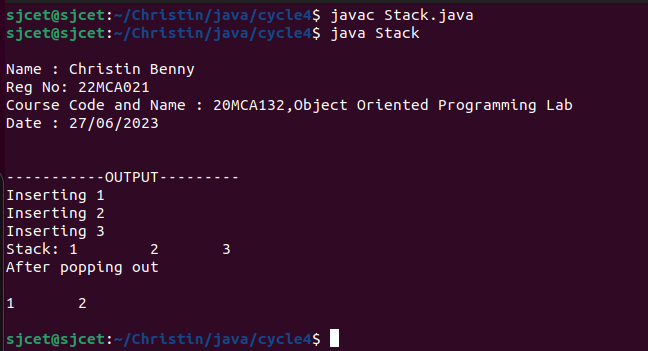 sjcet@sjcet:~/Christin/java/cycle4$ javac Stack.java
sjcet@sjcet:~/Christin/java/cycle4$ java Stack
Name : Christin Benny
Reg No: 22MCA021
Course Code and Name : 20MCA132,Object Oriented Programming Lab
Date : 27/06/2023
-----------OUTPUT---------
Inserting 1
Inserting 2
Inserting 3
Stack: 1        2       3
After popping out
1       2
sjcet@sjcet:~/Christin/java/cycle4$